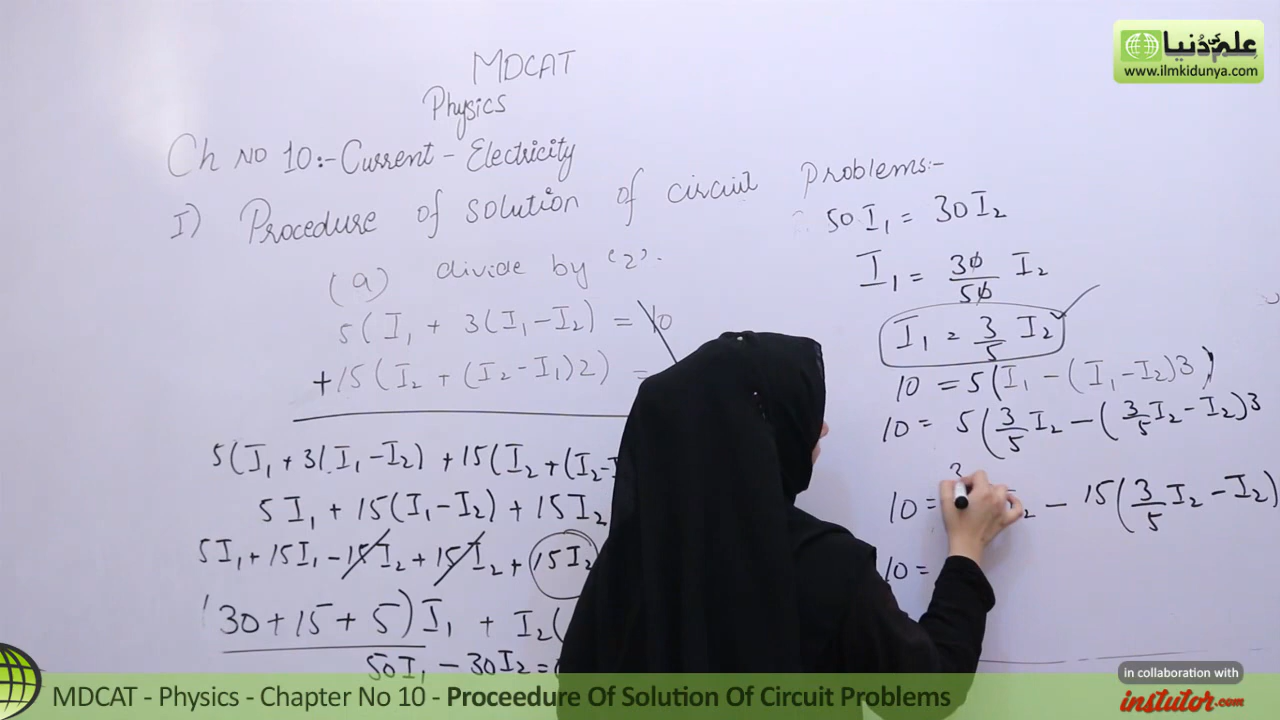 علم کی دُنیا
www.ilmkidunya.com
MDCAT
Physics
Ch No 10:- Current - Electricity
I) Procedure of solution of circuit Problems:-
(a) divide by '2'.
5(I₁ + 3(I₁-I₂) = 10
+15(I₂ + (I₂-I₁)2) =
5(I₁ + 3(I₁-I₂) + 15(I₂ + (I₂-I
5I₁ + 15(I₁-I₂) + 15I₂
5I₁ + 15I₁ - 15I₂ + 15I₂ + 15I₂
(30 + 15 + 5)I₁ + I₂(
50I₁ - 30I₂ =
50I₁ = 30I₂
I₁ = 30/50 I₂
I₁ = 3/5 I₂
10 = 5(I₁ - (I₁-I₂)3)
10 = 5(3/5 I₂ - (3/5 I₂ - I₂)3
10 = I₂ - 15(3/5 I₂ - I₂)
10 =
MDCAT - Physics - Chapter No 10 - Proceedure Of Solution Of Circuit Problems
in collaboration with
instutor.com